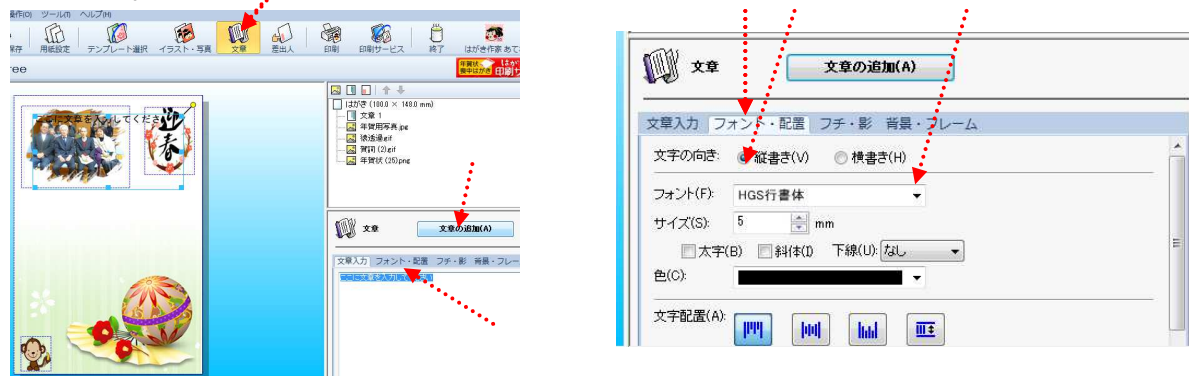 操作(O) ツール(T) ヘルプ(H)
保存 用紙設定 テンプレート選択 イラスト・写真 文章 差出人 印刷 印刷サービス 終了 はがき作家 あて
ree
年賀状 はが
喪中はがき 印刷サ
はがき (100.0 × 148.0 mm)
文章 1
年賀用写真.jpg
賀詞 (2).gif
年賀状 (25).png
ここに文章を入力してくださ
迎春
文章 文章の追加(A)
文章入力 フォント・配置 フチ・影 背景・フレー
ここに文章を入力してくだ
文章 文章の追加(A)
文章入力 フォント・配置 フチ・影 背景・フレーム
文字の向き: 縦書き(V) 横書き(H)
フォント(F): HGS行書体
サイズ(S): 5 mm
太字(B) 斜体(I) 下線(U): なし
色(C):
文字配置(A):